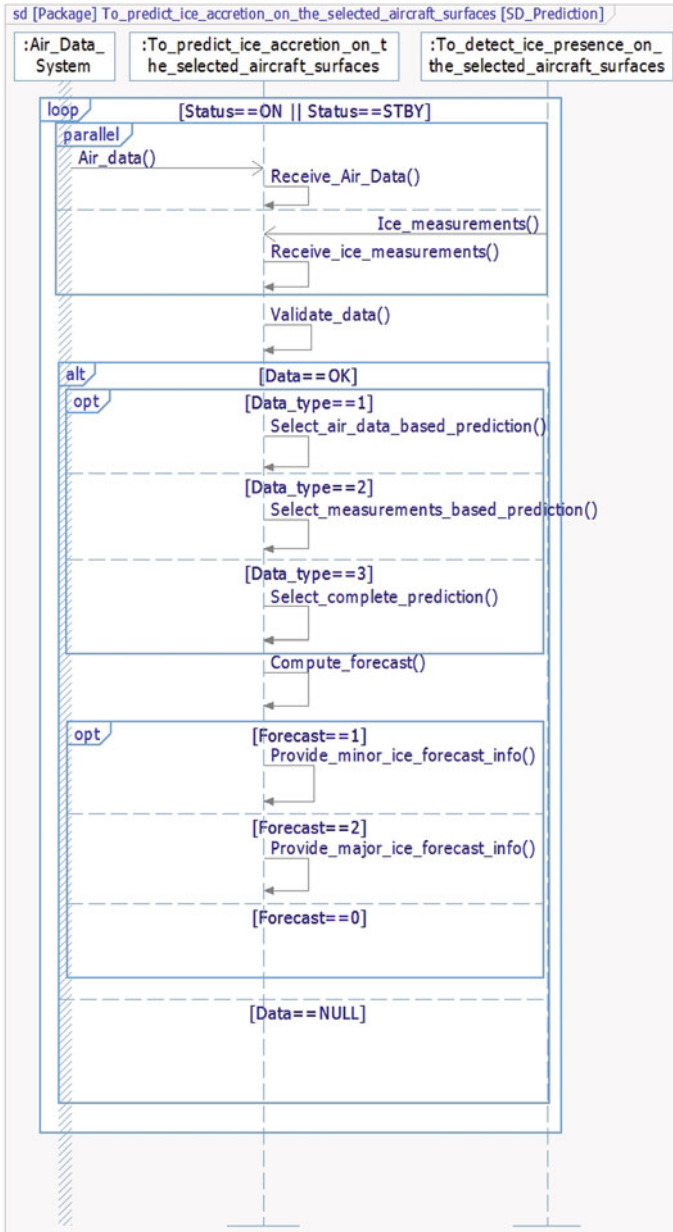 sd [Package] To_predict_ice_accretion_on_the_selected_aircraft_surfaces [SD_Prediction]
:Air_Data_
System
:To_predict_ice_accretion_on_t
he_selected_aircraft_surfaces
:To_detect_ice_presence_on_
the_selected_aircraft_surfaces
loop
[Status==ON || Status==STBY]
parallel
Air_data()
Receive_Air_Data()
Ice_measurements()
Receive_ice_measurements()
Validate_data()
alt
[Data==OK]
opt
[Data_type==1]
Select_air_data_based_prediction()
[Data_type==2]
Select_measurements_based_prediction()
[Data_type==3]
Select_complete_prediction()
Compute_forecast()
opt
[Forecast==1]
Provide_minor_ice_forecast_info()
[Forecast==2]
Provide_major_ice_forecast_info()
[Forecast==0]
[Data==NULL]